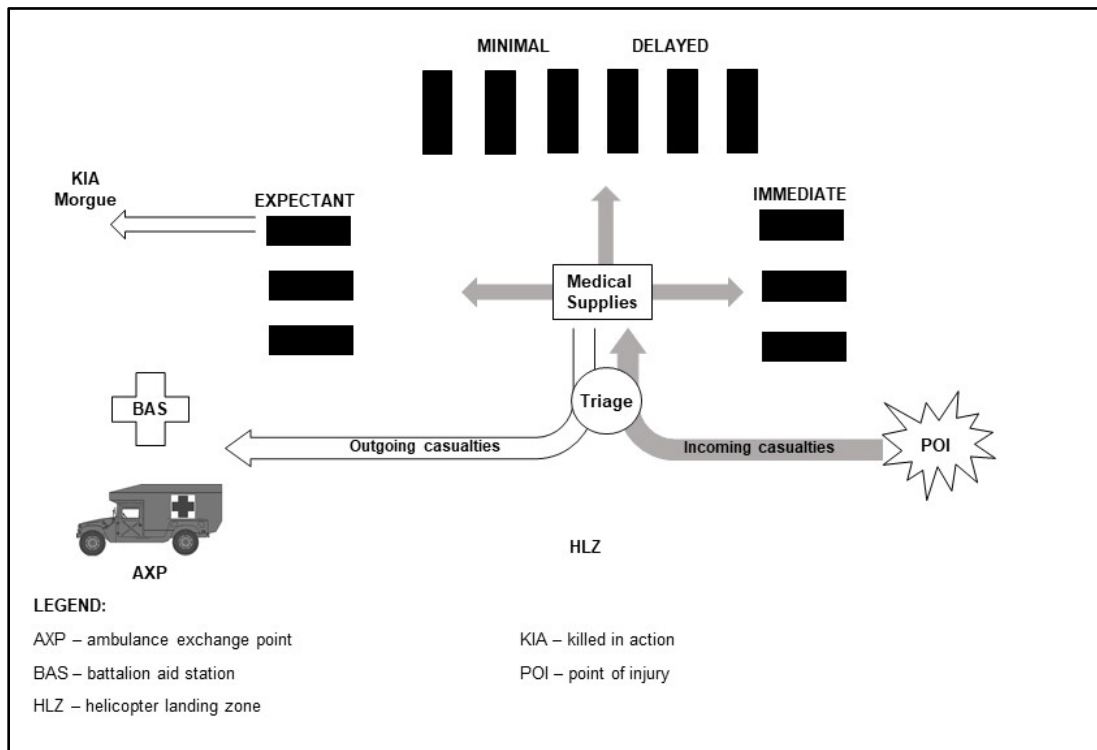 MINIMAL
DELAYED
KIA
Morgue
EXPECTANT
IMMEDIATE
Medical
Supplies
BAS
Triage
Outgoing casualties
Incoming casualties
POI
HLZ
AXP
LEGEND:
AXP – ambulance exchange point
KIA – killed in action
BAS – battalion aid station
POI – point of injury
HLZ – helicopter landing zone